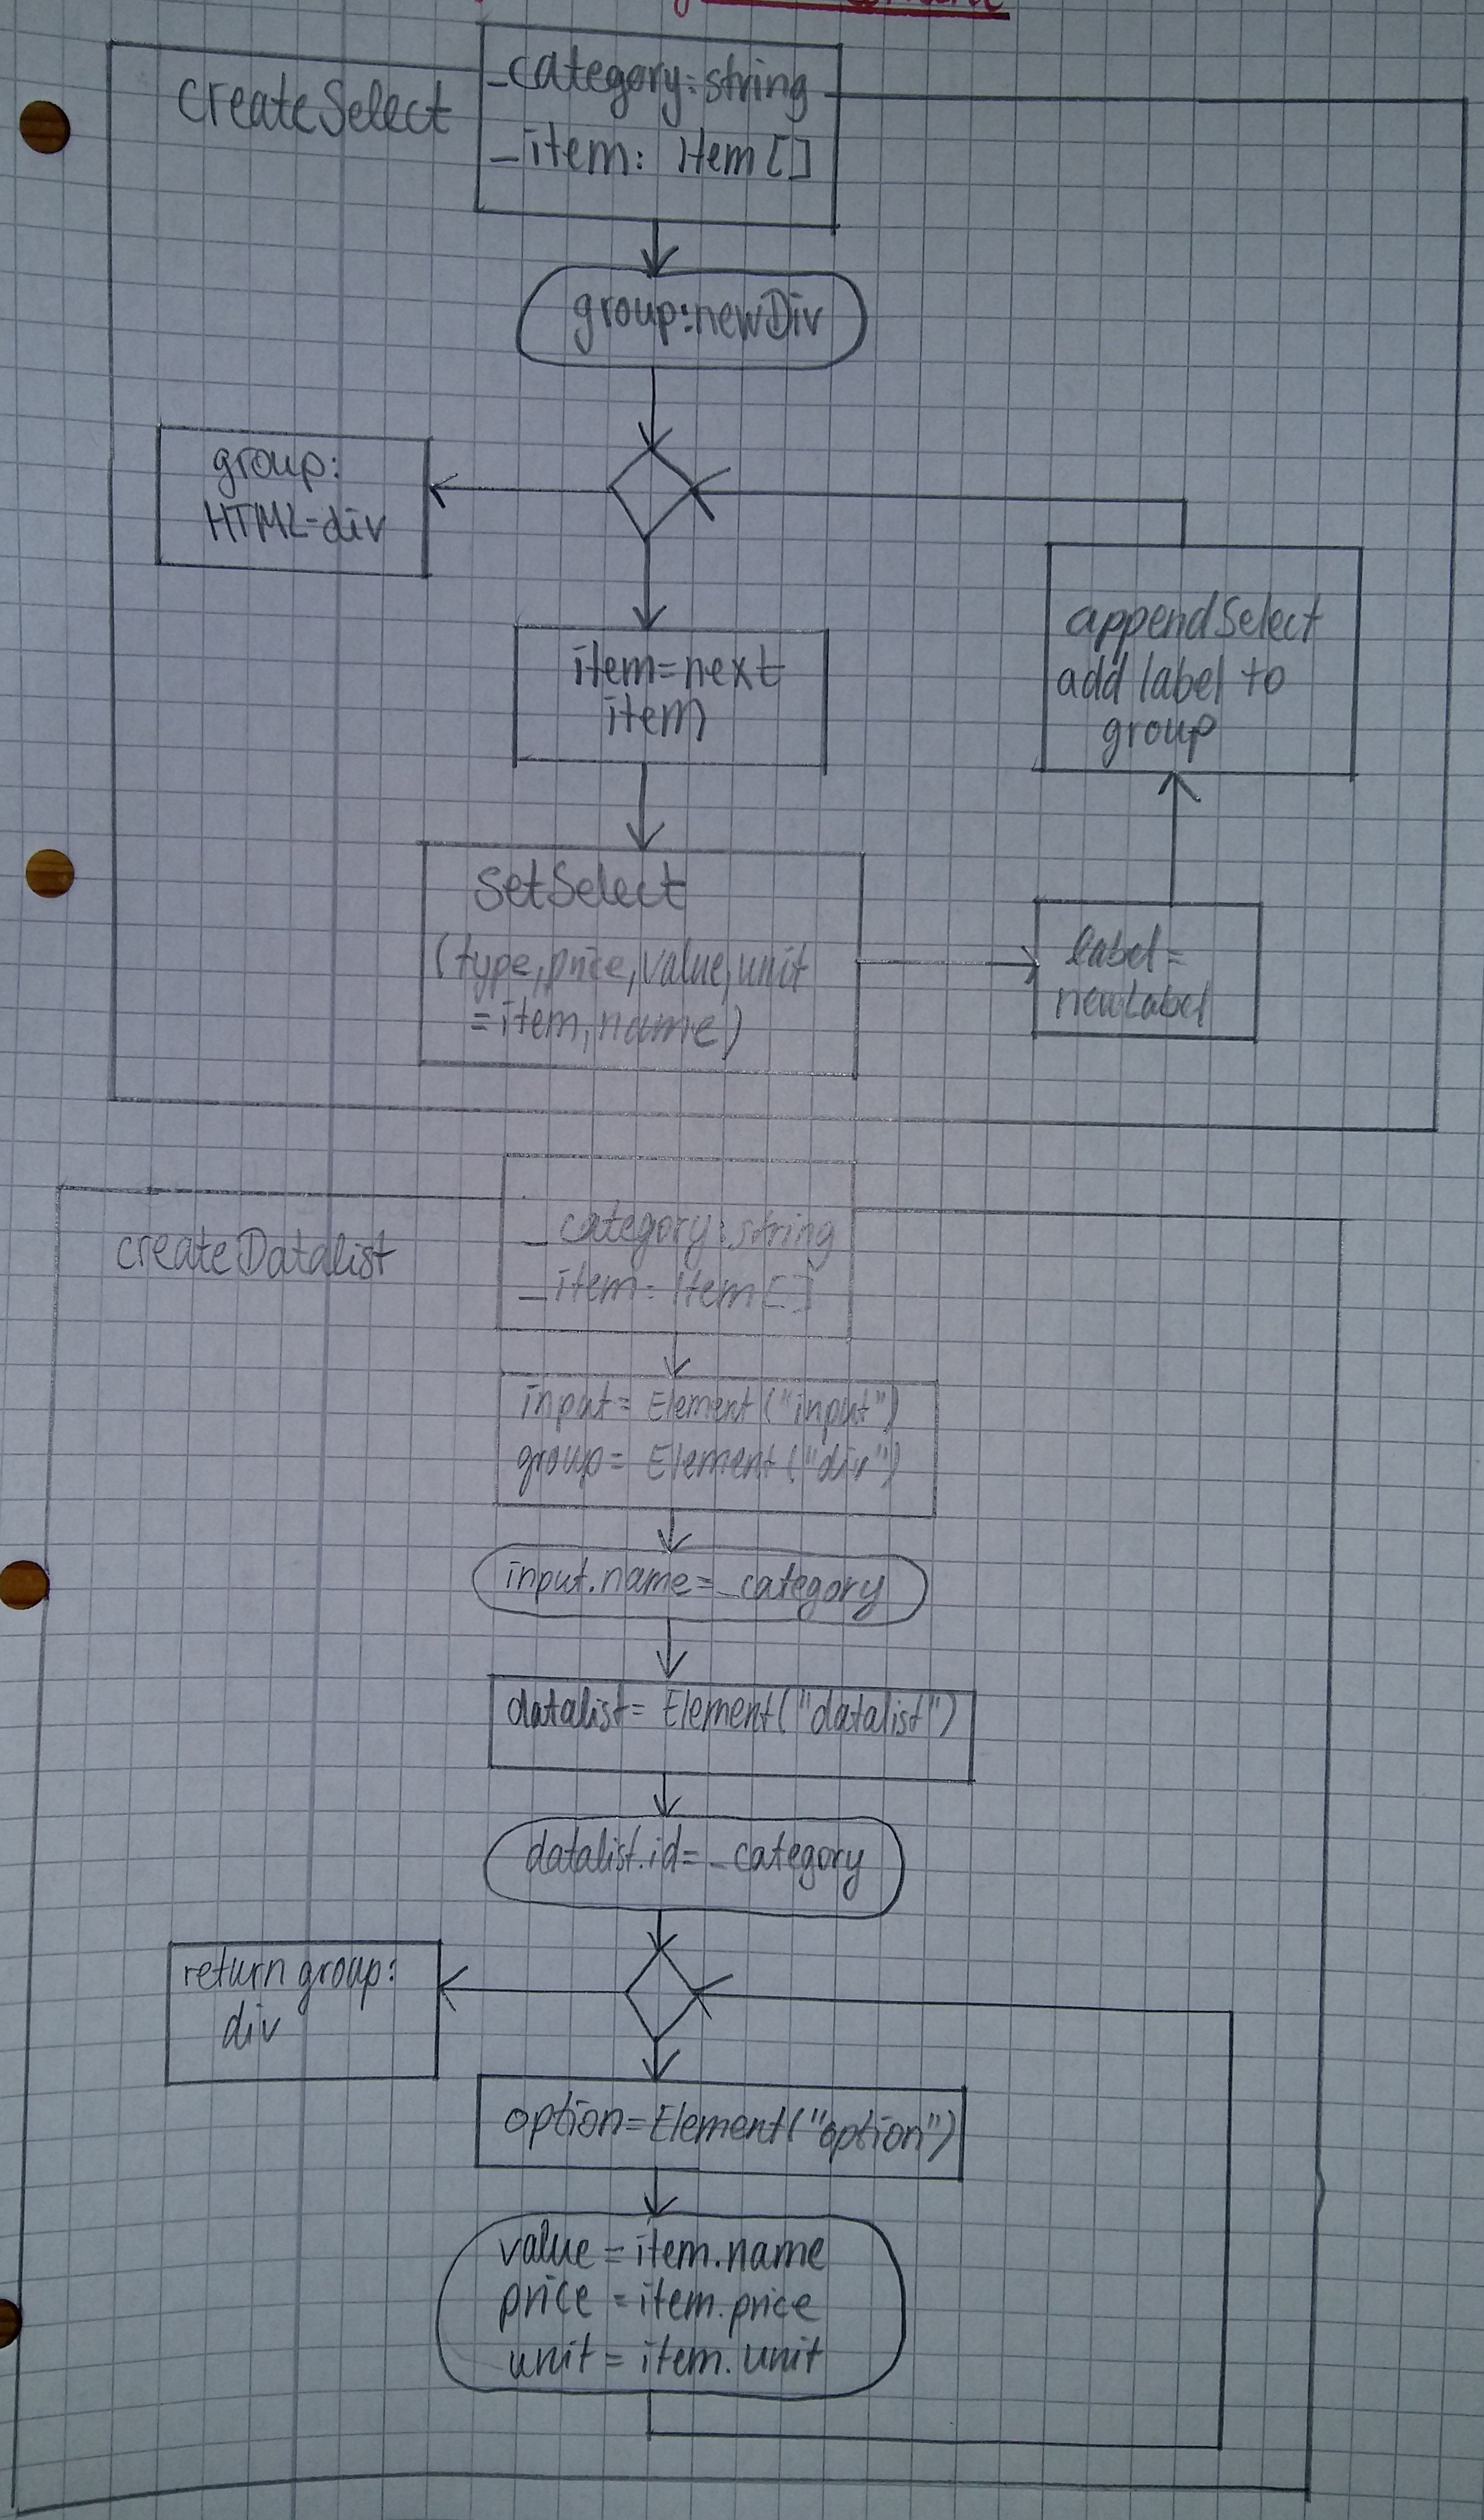 createSelect
_category: string
_item: Item []
group: newDiv
group:
HTML-div
item=next
item
appendSelect
add label to
group
setSelect
(type, price, value, unit
= item, name)
label =
newLabel
createDatalist
_category: string
_item: Item []
input= Element ("input")
group= Element ("div")
input.name=_category
datalist= Element("datalist")
datalist.id=_category
return group:
div
option=Element("option")
value = item.name
price = item.price
unit = item.unit